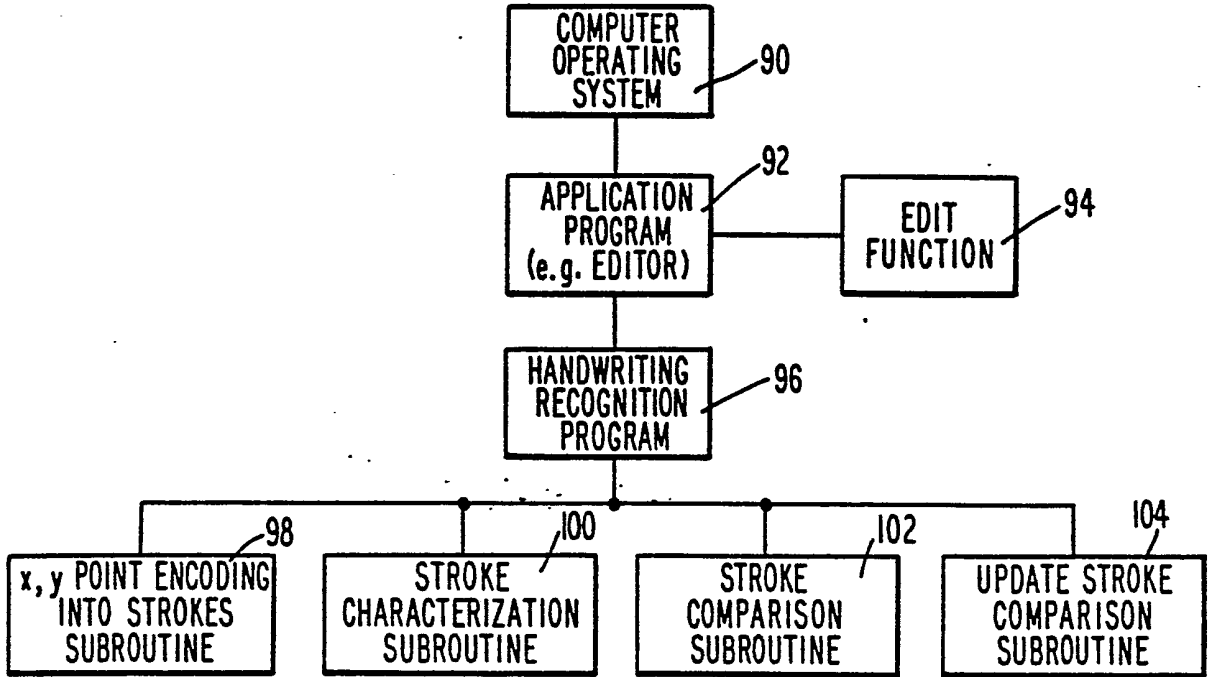 COMPUTER
OPERATING
SYSTEM
90
APPLICATION
PROGRAM
(e.g. EDITOR)
92
EDIT
FUNCTION
94
HANDWRITING
RECOGNITION
PROGRAM
96
x,y POINT ENCODING
INTO STROKES
SUBROUTINE
98
STROKE
CHARACTERIZATION
SUBROUTINE
100
STROKE
COMPARISON
SUBROUTINE
102
UPDATE STROKE
COMPARISON
SUBROUTINE
104